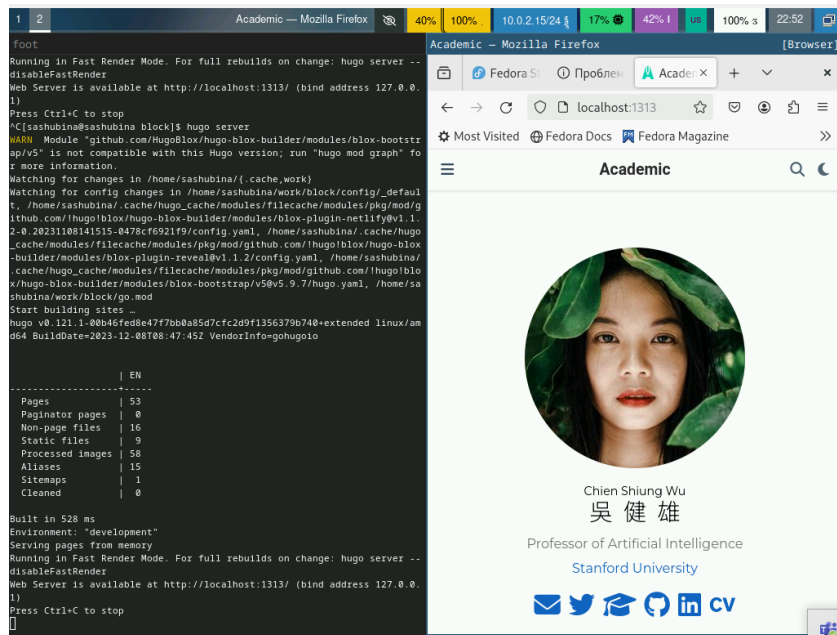 1 2 Academic — Mozilla Firefox 40% 100% 10.0.2.15/24 17% 42% us 100% 22:52
foot
Running in Fast Render Mode. For full rebuilds on change: hugo server --
disableFastRender
Web Server is available at http://localhost:1313/ (bind address 127.0.0.
1)
Press Ctrl+C to stop
^C[sashubina@sashubina block]$ hugo server
WARN  Module "github.com/HugoBlox/hugo-blox-builder/modules/blox-bootstr
ap/v5" is not compatible with this Hugo version; run "hugo mod graph" fo
r more information.
Watching for changes in /home/sashubina/{.cache,work}
Watching for config changes in /home/sashubina/work/block/config/_defaul
t, /home/sashubina/.cache/hugo_cache/modules/filecache/modules/pkg/mod/g
ithub.com/!hugo!blox/hugo-blox-builder/modules/blox-plugin-netlify@v1.1.
2-0.20231108141515-0478cf6921f9/config.yaml, /home/sashubina/.cache/hugo
_cache/modules/filecache/modules/pkg/mod/github.com/!hugo!blox/hugo-blox
-builder/modules/blox-plugin-reveal@v1.1.2/config.yaml, /home/sashubina/
.cache/hugo_cache/modules/filecache/modules/pkg/mod/github.com/!hugo!blo
x/hugo-blox-builder/modules/blox-bootstrap/v5@v5.9.7/hugo.yaml, /home/sa
shubina/work/block/go.mod
Start building sites …
hugo v0.121.1-00b46fed8e47f7bb0a85d7cfc2d9f1356379b740+extended linux/am
d64 BuildDate=2023-12-08T08:47:45Z VendorInfo=gohugoio
| EN
-------------------+-----
Pages | 53
Paginator pages | 0
Non-page files | 16
Static files | 9
Processed images | 58
Aliases | 15
Sitemaps | 1
Cleaned | 0
Built in 528 ms
Environment: "development"
Serving pages from memory
Running in Fast Render Mode. For full rebuilds on change: hugo server --
disableFastRender
Web Server is available at http://localhost:1313/ (bind address 127.0.0.
1)
Press Ctrl+C to stop
Academic — Mozilla Firefox [Browser]
Fedora S Проблем Academ
localhost:1313
Most Visited Fedora Docs Fedora Magazine
Academic
Chien Shiung Wu
吳健雄
Professor of Artificial Intelligence
Stanford University
in CV